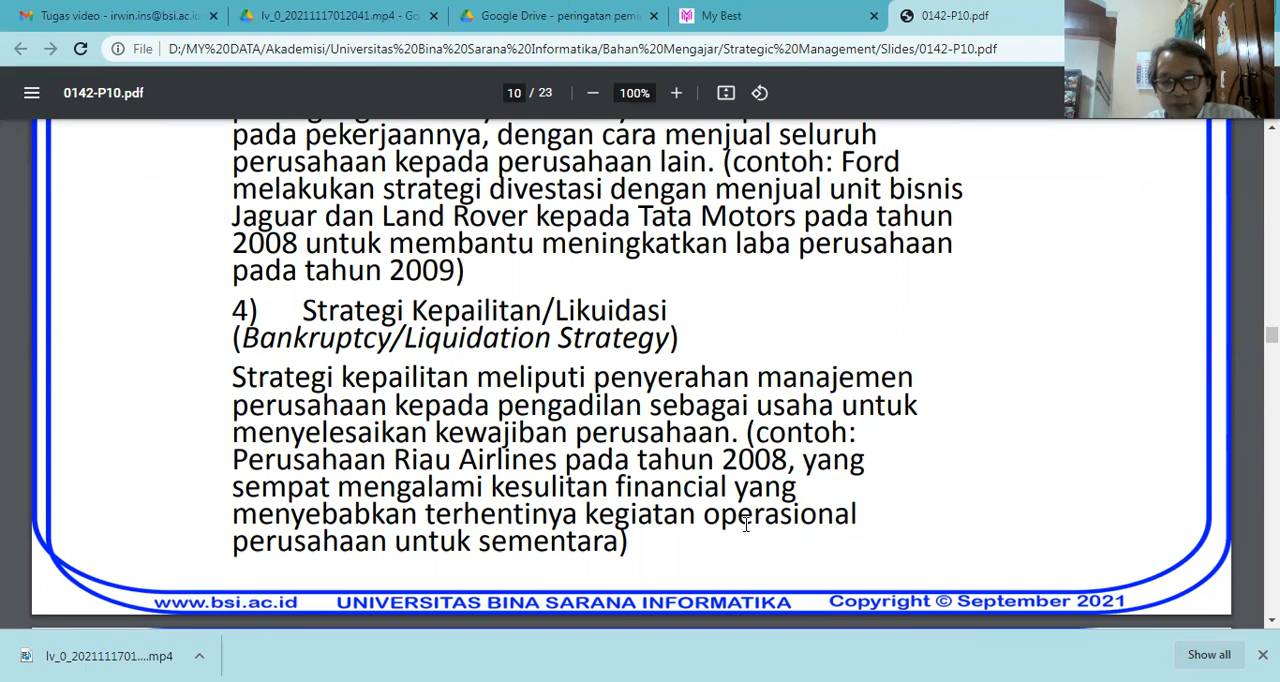 Tugas video - irwin.ins@bsi.ac.i
lv_0_20211117012041.mp4 - Go
Google Drive - peringatan pemi
My Best
0142-P10.pdf
File
D:/MY%20DATA/Akademisi/Universitas%20Bina%20Sarana%20Informatika/Bahan%20Mengajar/Strategic%20Management/Slides/0142-P10.pdf
0142-P10.pdf
10 / 23
100%
pada pekerjaannya, dengan cara menjual seluruh
perusahaan kepada perusahaan lain. (contoh: Ford
melakukan strategi divestasi dengan menjual unit bisnis
Jaguar dan Land Rover kepada Tata Motors pada tahun
2008 untuk membantu meningkatkan laba perusahaan
pada tahun 2009)
4) Strategi Kepailitan/Likuidasi
(Bankruptcy/Liquidation Strategy)
Strategi kepailitan meliputi penyerahan manajemen
perusahaan kepada pengadilan sebagai usaha untuk
menyelesaikan kewajiban perusahaan. (contoh:
Perusahaan Riau Airlines pada tahun 2008, yang
sempat mengalami kesulitan financial yang
menyebabkan terhentinya kegiatan operasional
perusahaan untuk sementara)
www.bsi.ac.id UNIVERSITAS BINA SARANA INFORMATIKA Copyright © September 2021
lv_0_2021111701....mp4
Show all